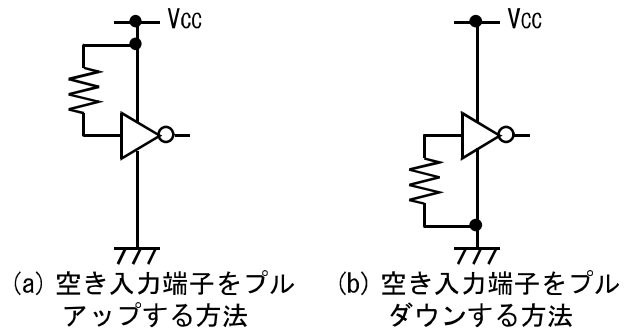 Vcc
Vcc
(a) 空き入力端子をプル
アップする方法
(b) 空き入力端子をプル
ダウンする方法